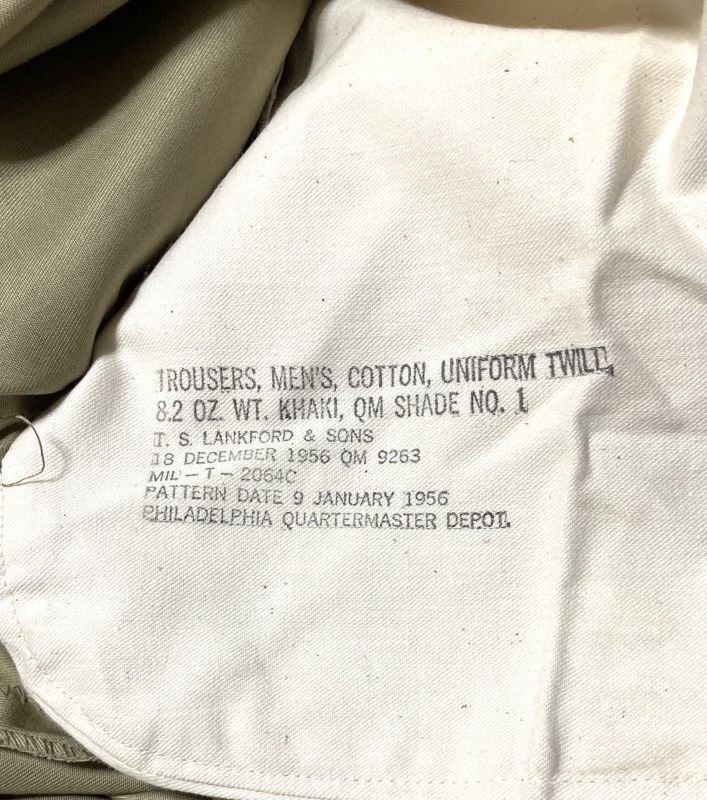 TROUSERS, MEN'S, COTTON, UNIFORM TWILL,
8.2 OZ. WT. KHAKI, QM SHADE NO. 1
T. S. LANKFORD & SONS
18 DECEMBER 1956 QM 9263
MIL-T-2064C
PATTERN DATE 9 JANUARY 1956
PHILADELPHIA QUARTERMASTER DEPOT.